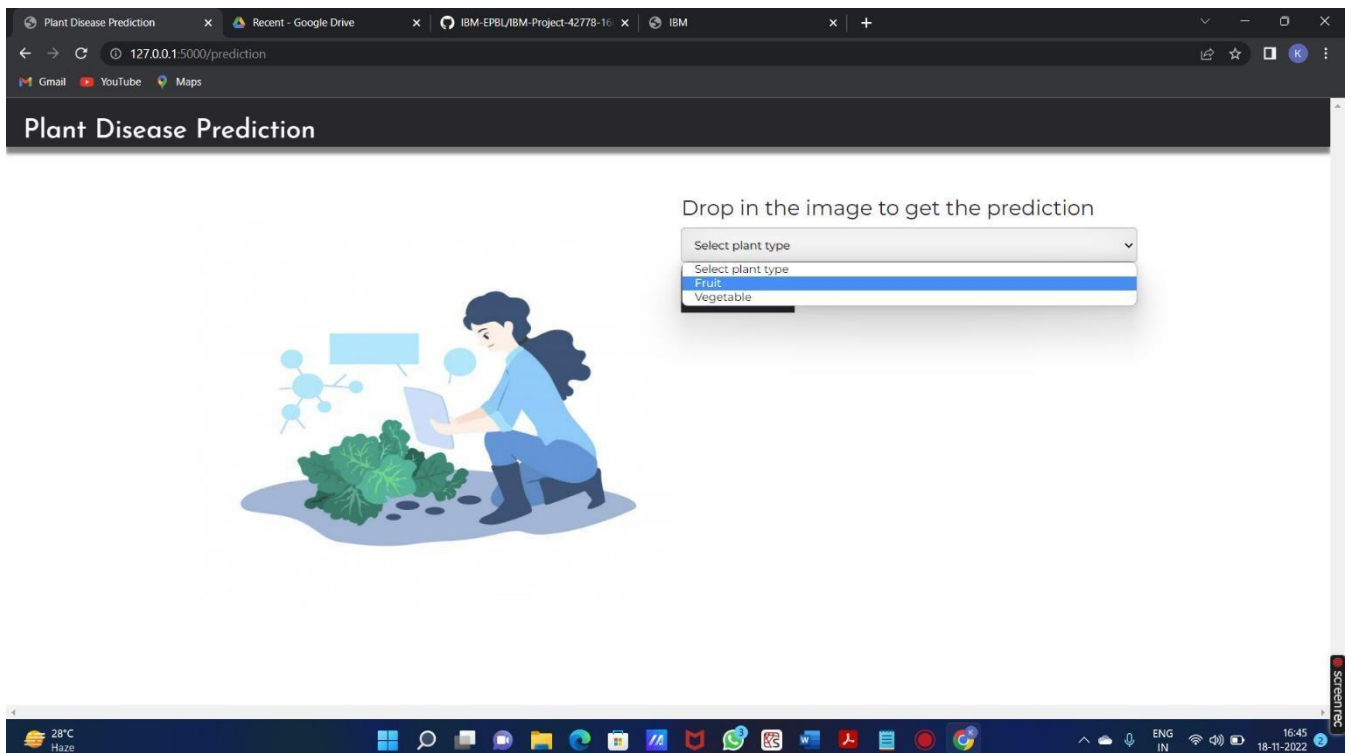 Plant Disease Prediction
Recent - Google Drive
IBM-EPBL/IBM-Project-42778-16
IBM
127.0.0.1:5000/prediction
K
Gmail
YouTube
Maps
Plant Disease Prediction
Drop in the image to get the prediction
Select plant type
Select plant type
Fruit
Vegetable
screenrec
28°C
Haze
ENG
IN
16:45
18-11-2022
2